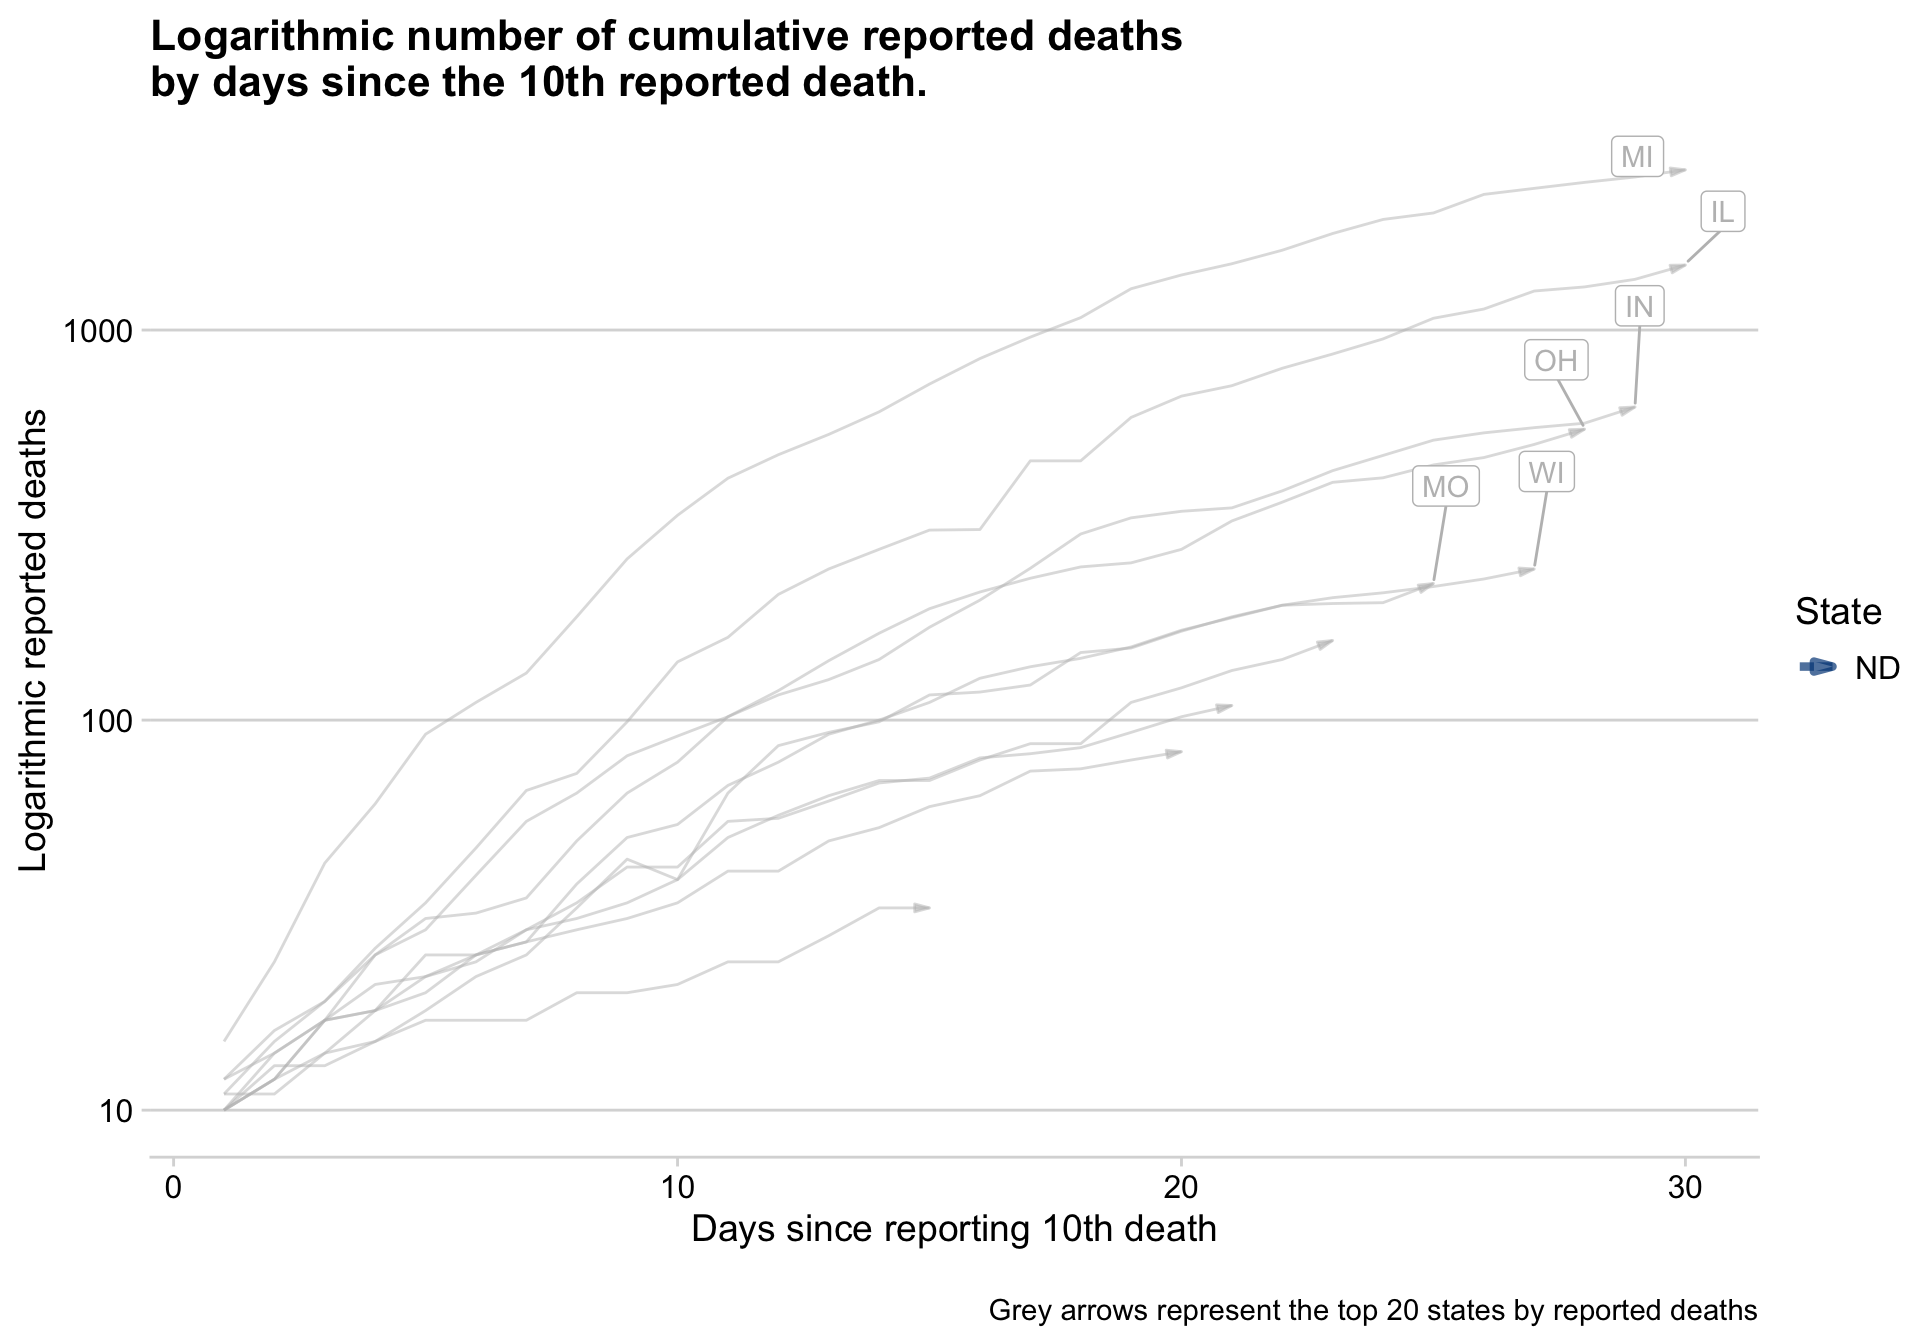 Logarithmic number of cumulative reported deaths
by days since the 10th reported death.
MI
IL
IN
OH
WI
MO
1000
100
10
Logarithmic reported deaths
State
ND
0 10 20 30
Days since reporting 10th death
Grey arrows represent the top 20 states by reported deaths